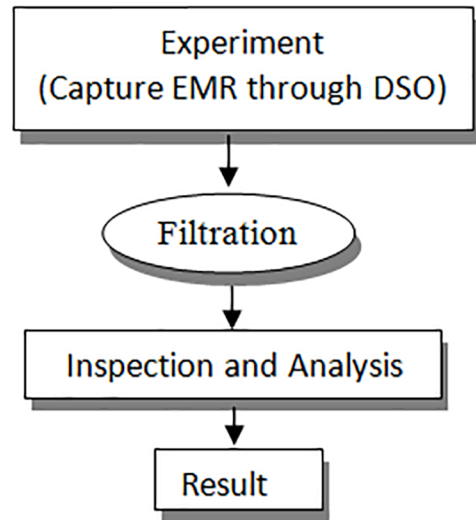 Experiment
(Capture EMR through DSO)
Filtration
Inspection and Analysis
Result